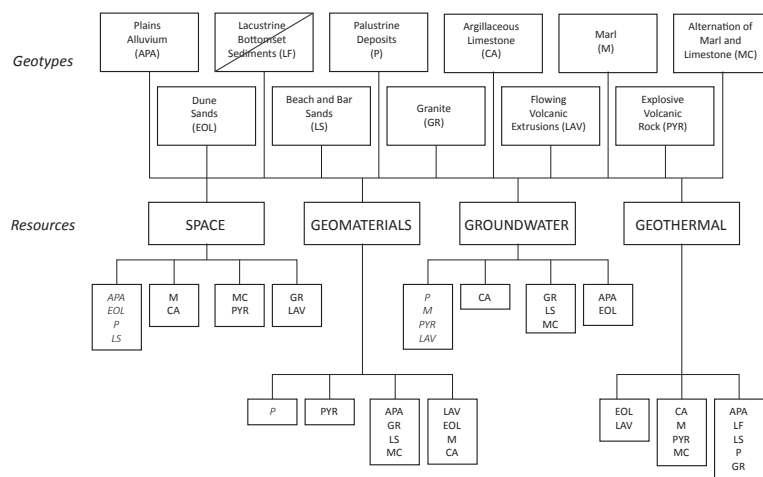 Geotypes
Plains
Alluvium
(APA)
Lacustrine
Bottomset
Sediments (LF)
Palustrine
Deposits
(P)
Argillaceous
Limestone
(CA)
Marl
(M)
Alternation of
Marl and
Limestone (MC)
Dune
Sands
(EOL)
Beach and Bar
Sands
(LS)
Granite
(GR)
Flowing
Volcanic
Extrusions (LAV)
Explosive
Volcanic
Rock (PYR)
Resources
SPACE
GEOMATERIALS
GROUNDWATER
GEOTHERMAL
APA
EOL
P
LS
M
CA
MC
PYR
GR
LAV
P
M
PYR
LAV
CA
GR
LS
MC
APA
EOL
P
PYR
APA
GR
LS
MC
LAV
EOL
M
CA
EOL
LAV
CA
M
PYR
MC
APA
LF
LS
P
GR